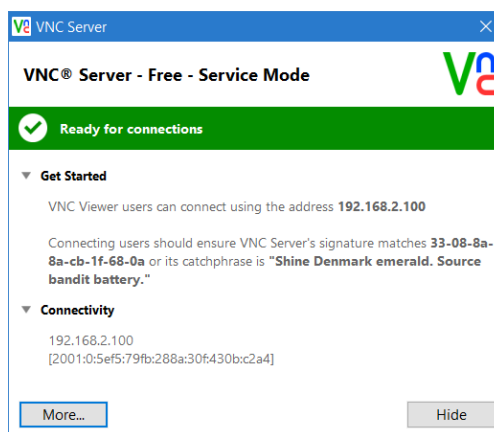 VNC Server
VNC® Server - Free - Service Mode
Ready for connections
Get Started
VNC Viewer users can connect using the address 192.168.2.100
Connecting users should ensure VNC Server's signature matches 33-08-8a-
8a-cb-1f-68-0a or its catchphrase is "Shine Denmark emerald. Source
bandit battery."
Connectivity
192.168.2.100
[2001:0:5ef5:79fb:288a:30f:430b:c2a4]
More...
Hide